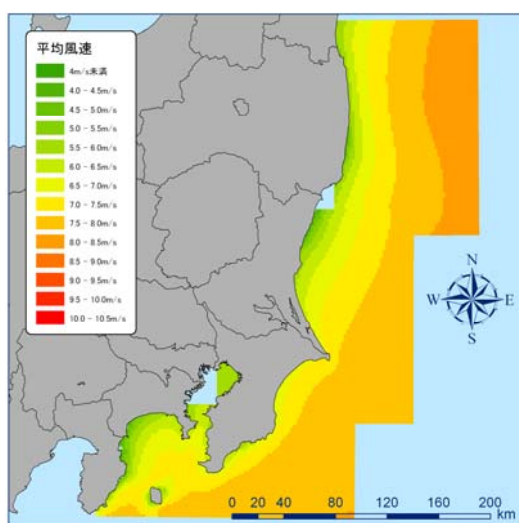 平均風速
4m/s未満
4.0 - 4.5m/s
4.5 - 5.0m/s
5.0 - 5.5m/s
5.5 - 6.0m/s
6.0 - 6.5m/s
6.5 - 7.0m/s
7.0 - 7.5m/s
7.5 - 8.0m/s
8.0 - 8.5m/s
8.5 - 9.0m/s
9.0 - 9.5m/s
9.5 - 10.0m/s
10.0 - 10.5m/s
N
W E
S
0 20 40 80 120 160 200
km